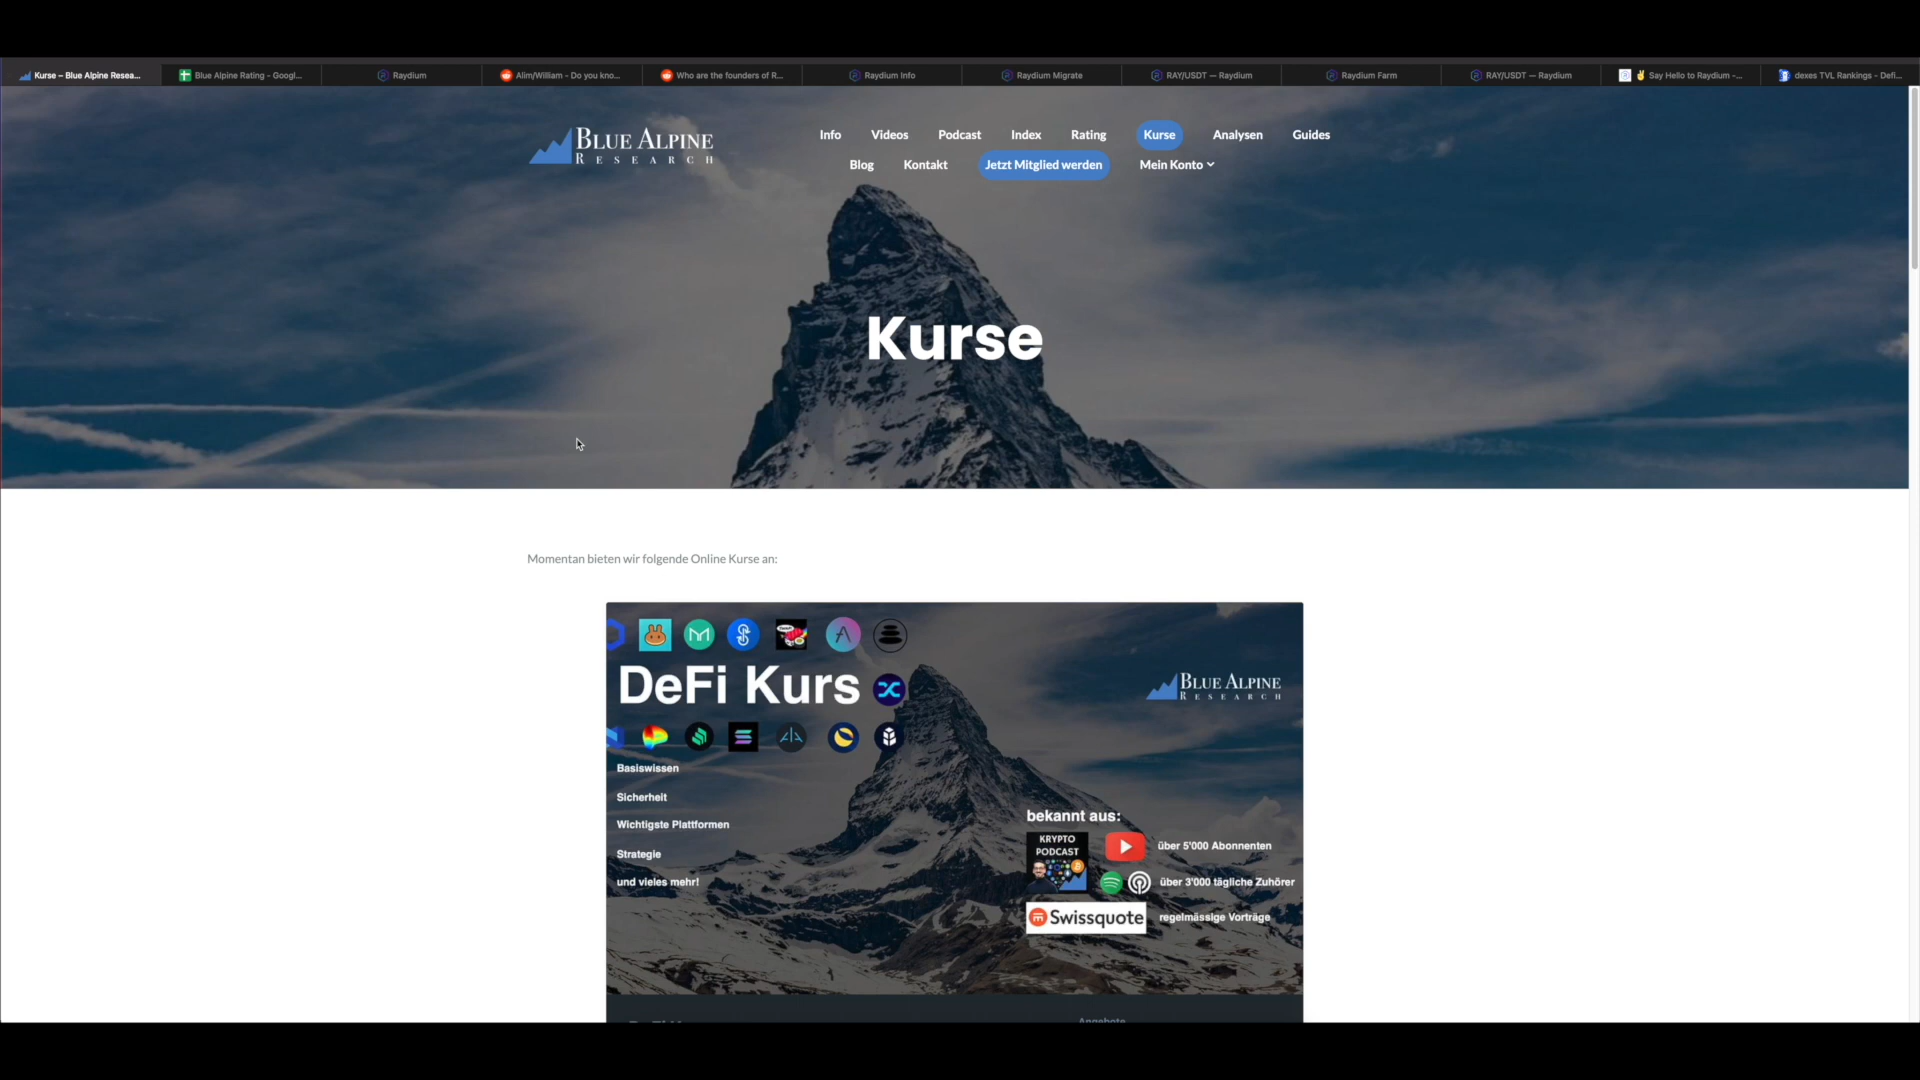 Kurse – Blue Alpine Resea...
Blue Alpine Rating - Googl...
Raydium
Alim/William - Do you kno...
Who are the founders of R...
Raydium Info
Raydium Migrate
RAY/USDT — Raydium
Raydium Farm
RAY/USDT — Raydium
Say Hello to Raydium -...
dexes TVL Rankings - Defi...
BLUE ALPINE
RESEARCH
Info Videos Podcast Index Rating Kurse Analysen Guides
Blog Kontakt Jetzt Mitglied werden Mein Konto
Kurse
Momentan bieten wir folgende Online Kurse an:
DeFi Kurs
BLUE ALPINE
RESEARCH
Basiswissen
Sicherheit
Wichtigste Plattformen
Strategie
und vieles mehr!
bekannt aus:
KRYPTO
PODCAST
über 5'000 Abonnenten
über 3'000 tägliche Zuhörer
Swissquote
regelmässige Vorträge
Angebote